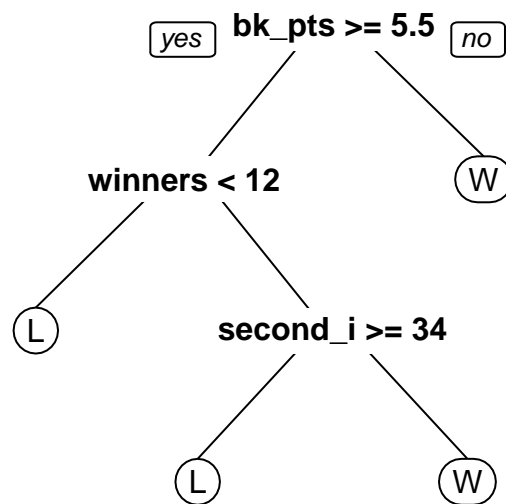 yes bk_pts >= 5.5 no
winners < 12
W
L
second_i >= 34
L
W